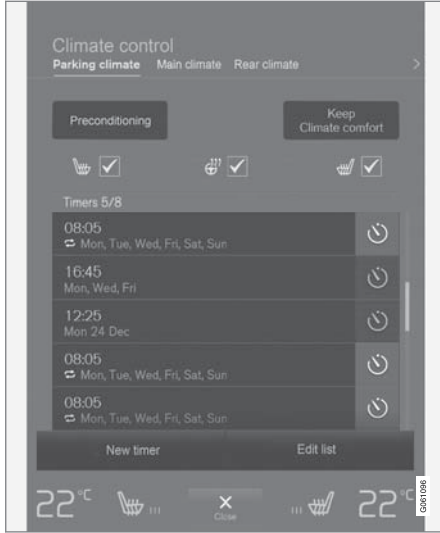 Climate control
Parking climate Main climate Rear climate
Preconditioning
Keep
Climate comfort
Timers 5/8
08:05
Mon, Tue, Wed, Fri, Sat, Sun
16:45
Mon, Wed, Fri
12:25
Mon 24 Dec
08:05
Mon, Tue, Wed, Fri, Sat, Sun
08:05
Mon, Tue, Wed, Fri, Sat, Sun
New timer Edit list
22°C 22°C
Close
G061096